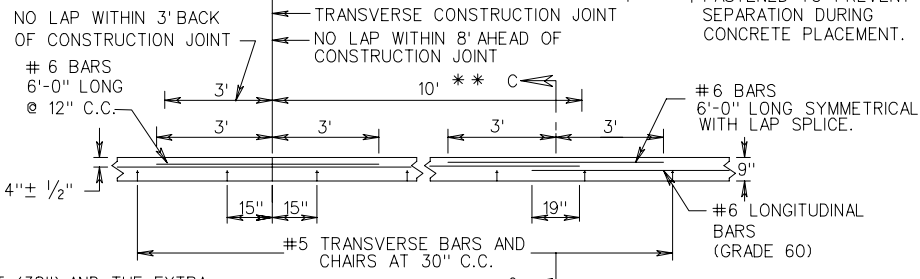 NO LAP WITHIN 3' BACK
OF CONSTRUCTION JOINT
TRANSVERSE CONSTRUCTION JOINT
NO LAP WITHIN 8' AHEAD OF
CONSTRUCTION JOINT
FASTENED TO PREVENT
SEPARATION DURING
CONCRETE PLACEMENT.
# 6 BARS
6'-0" LONG
@ 12" C.C.
3'
10'
* *
C
#6 BARS
6'-0" LONG SYMMETRICAL
WITH LAP SPLICE.
3'
3'
3'
3'
4"± ½"
9"
15"
15"
19"
#6 LONGITUDINAL
BARS
(GRADE 60)
#5 TRANSVERSE BARS AND
CHAIRS AT 30" C.C.
AND THE EXTRA